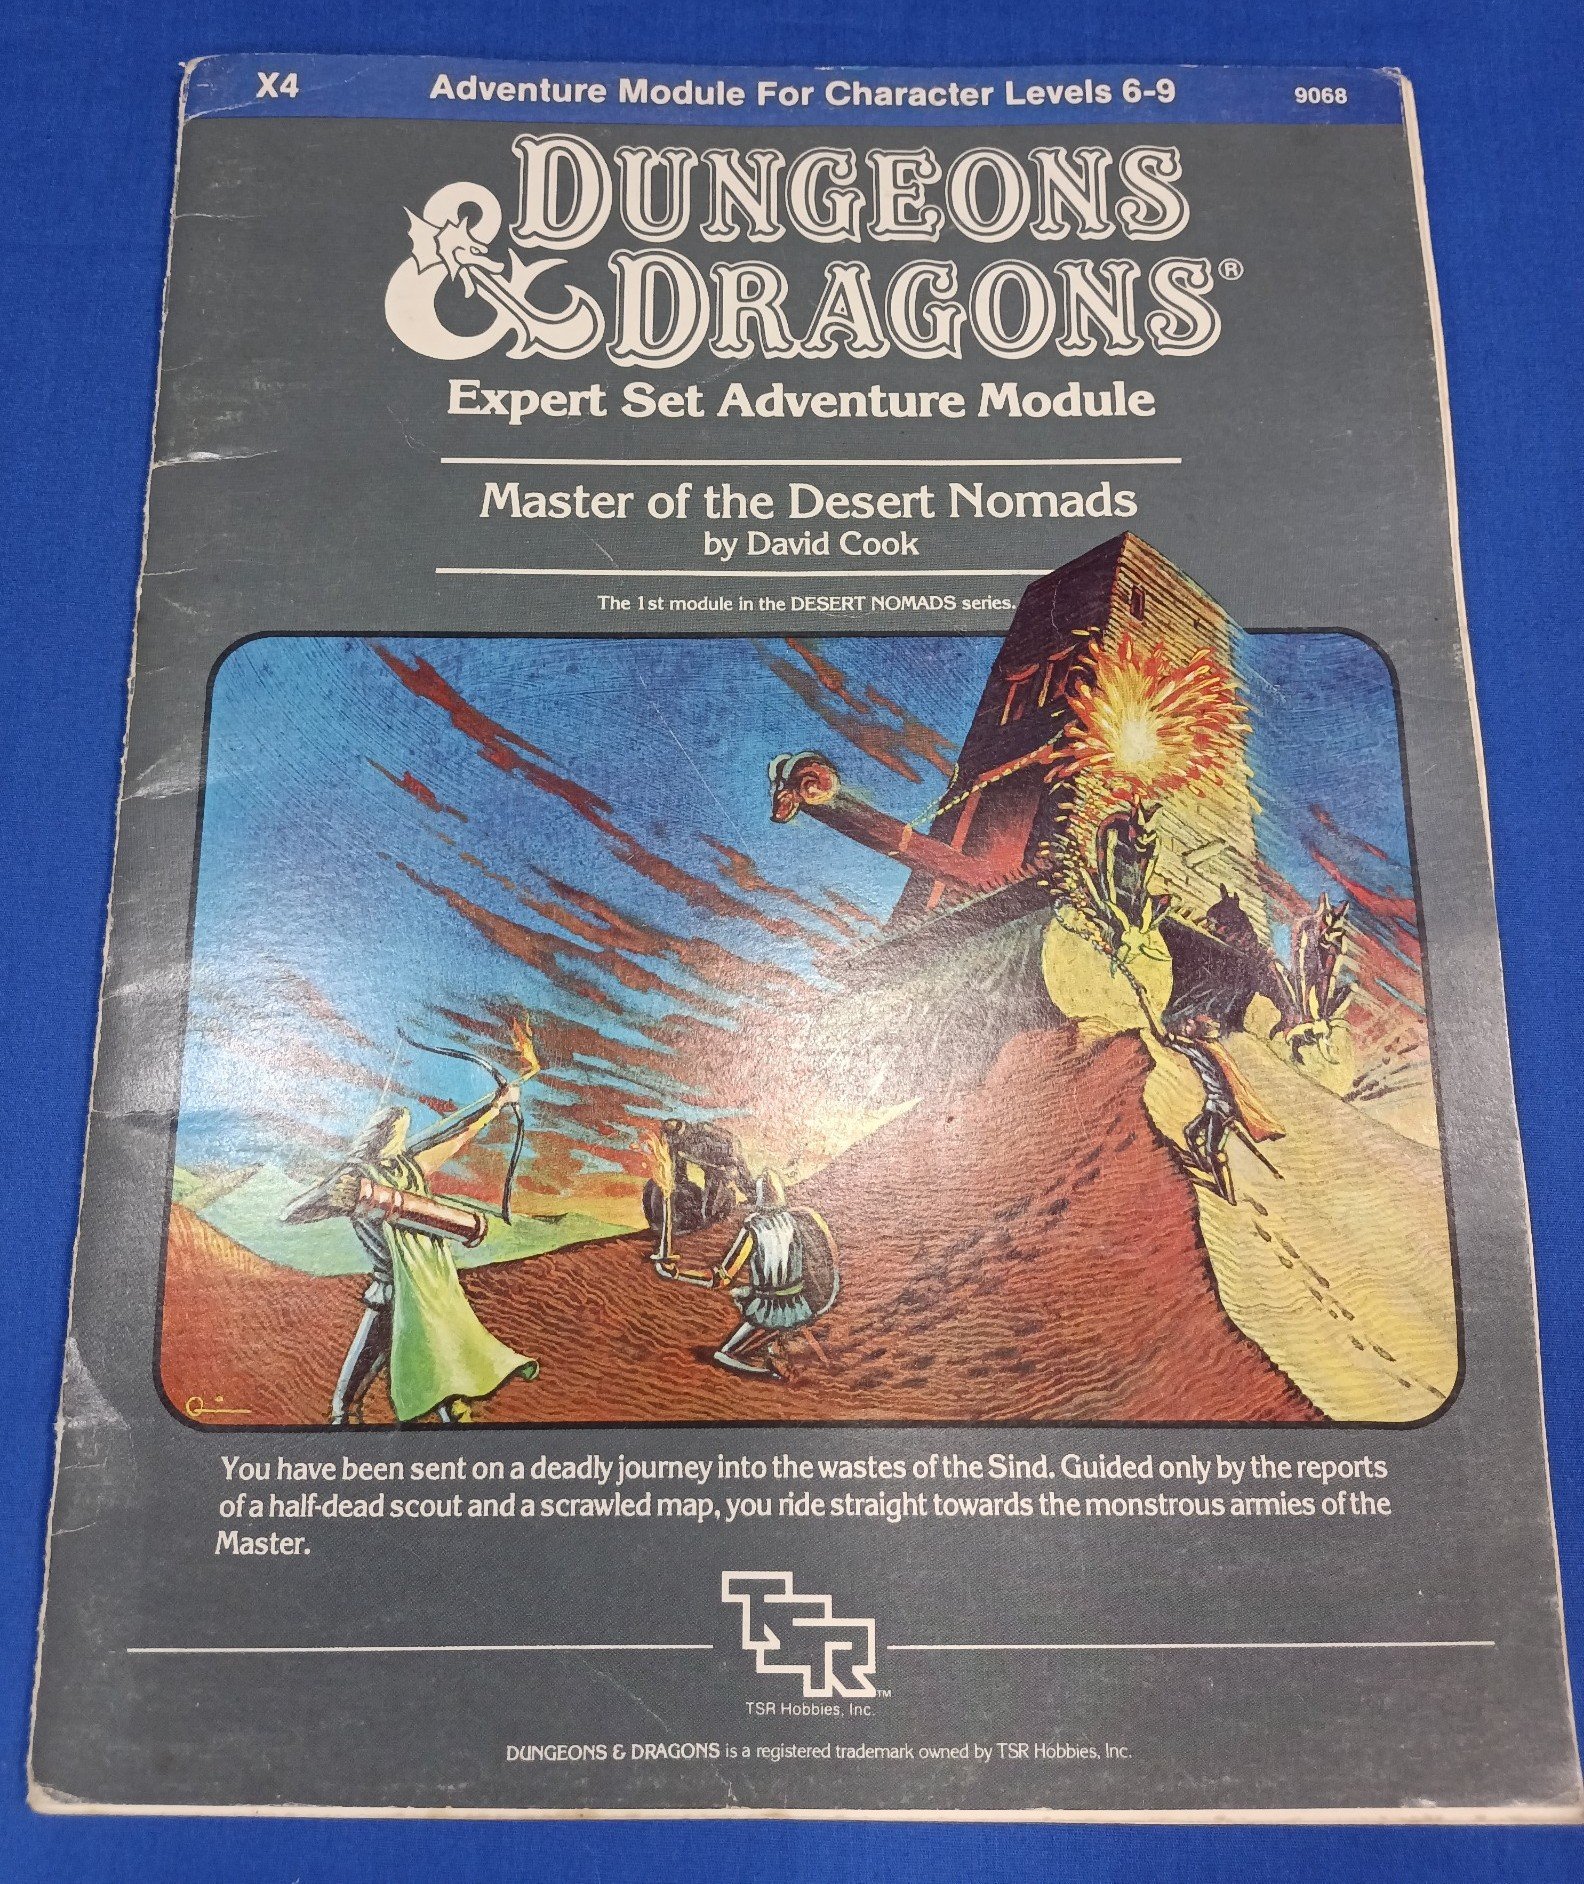 X4 Adventure Module For Character Levels 6-9 9068
DUNGEONS
& DRAGONS®
Expert Set Adventure Module
Master of the Desert Nomads
by David Cook
The 1st module in the DESERT NOMADS series.
You have been sent on a deadly journey into the wastes of the Sind. Guided only by the reports
of a half-dead scout and a scrawled map, you ride straight towards the monstrous armies of the
Master.
TSR™
TSR Hobbies, Inc.
DUNGEONS & DRAGONS is a registered trademark owned by TSR Hobbies, Inc.